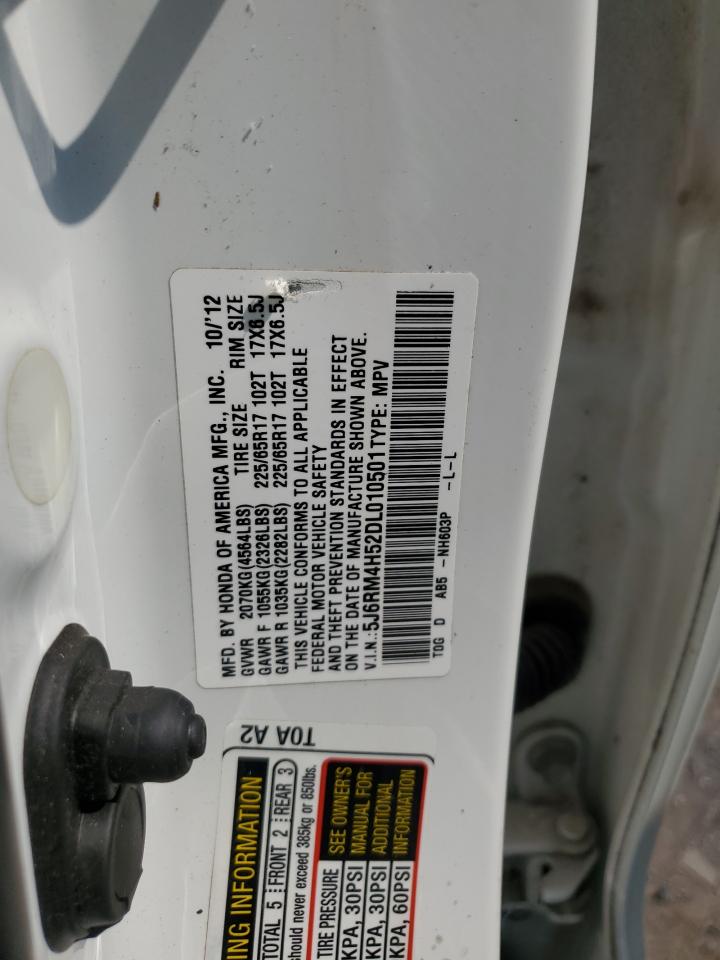 MFD. BY HONDA OF AMERICA MFG., INC. 10/'12
GVWR 2070KG(4564LBS) TIRE SIZE RIM SIZE
GAWR F 1055KG(2326LBS) 225/65R17 102T 17X6.5J
GAWR R 1035KG(2282LBS) 225/65R17 102T 17X6.5J
THIS VEHICLE CONFORMS TO ALL APPLICABLE
FEDERAL MOTOR VEHICLE SAFETY
AND THEFT PREVENTION STANDARDS IN EFFECT
ON THE DATE OF MANUFACTURE SHOWN ABOVE.
V.I.N.:5J6RM4H52DL010501 TYPE: MPV
T0G D AB5 -NH603P -L-L
T0A A2
ING INFORMATION
TOTAL 5 FRONT 2 REAR 3
should never exceed 385kg or 850lbs.
TIRE PRESSURE
KPA, 30PSI
KPA, 30PSI
KPA, 60PSI
SEE OWNER'S
MANUAL FOR
ADDITIONAL
INFORMATION